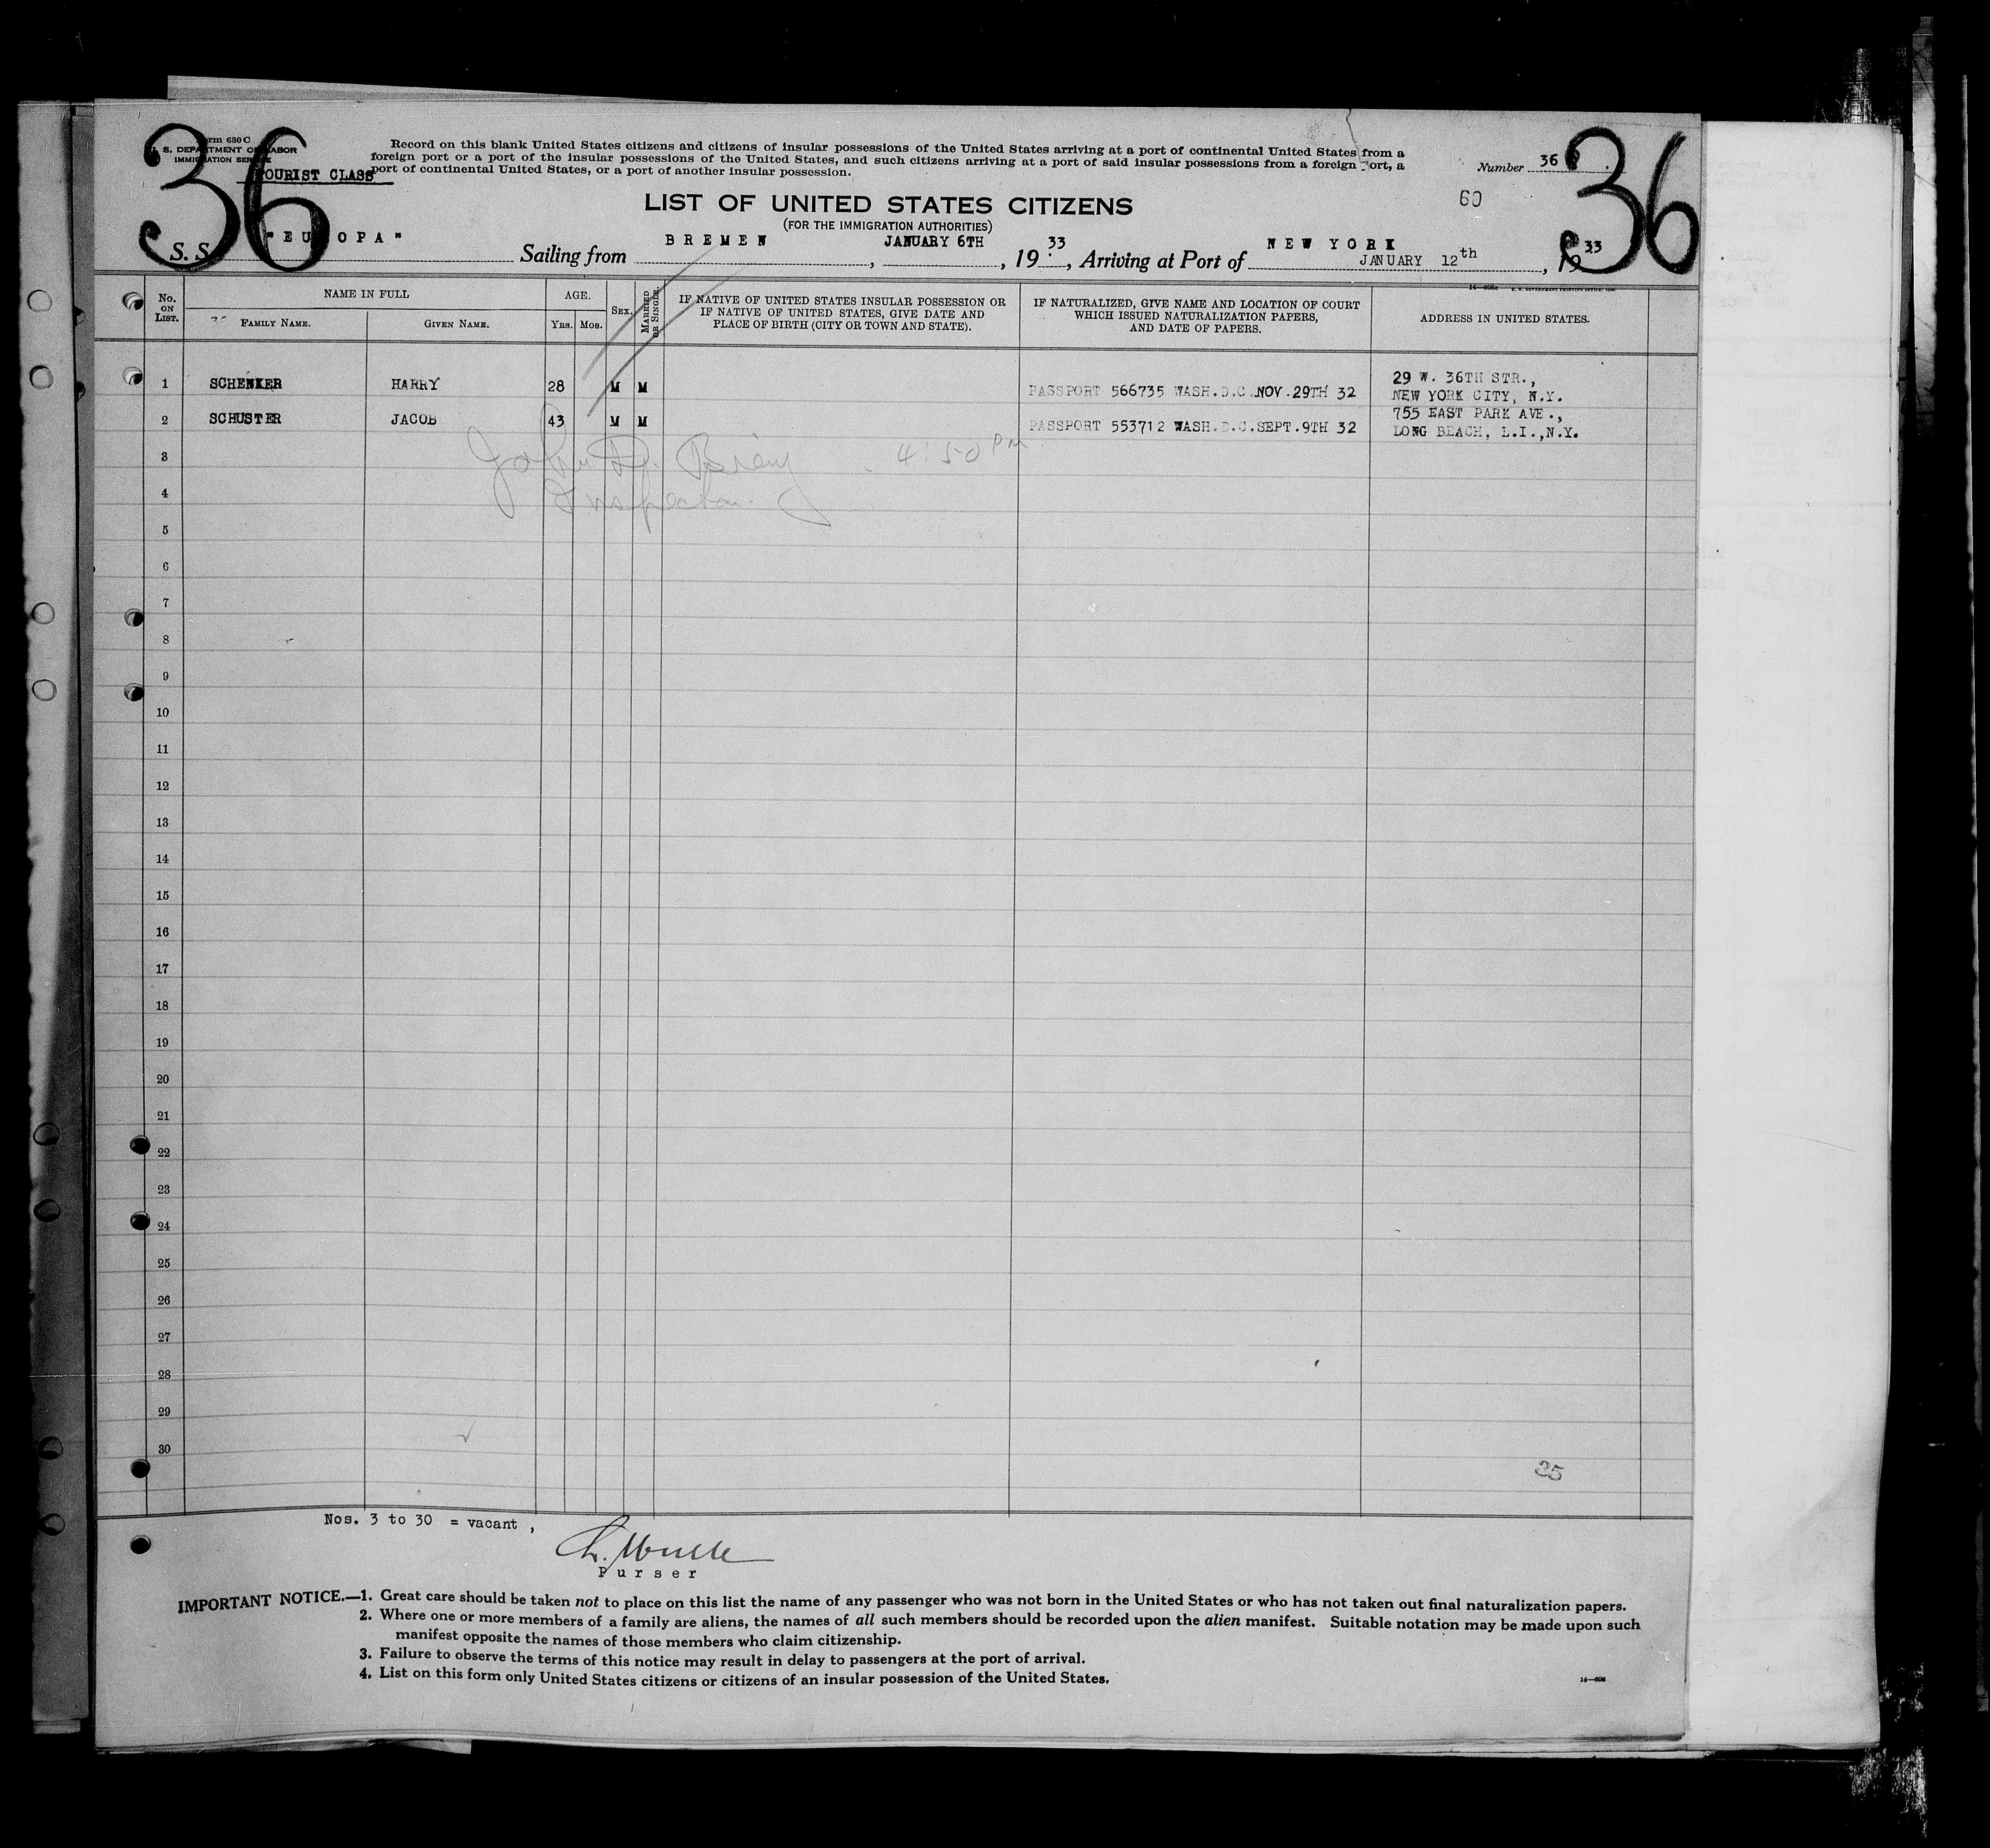 36
Form 630 C
U. S. DEPARTMENT OF LABOR
IMMIGRATION SERVICE
TOURIST CLASS
Record on this blank United States citizens and citizens of insular possessions of the United States arriving at a port of continental United States from a
foreign port or a port of the insular possessions of the United States, and such citizens arriving at a port of said insular possessions from a foreign port, a
port of continental United States, or a port of another insular possession.
Number 36
36
60
LIST OF UNITED STATES CITIZENS
(FOR THE IMMIGRATION AUTHORITIES)
S. S. "EUROPA" Sailing from BREMEN, JANUARY 6TH, 1933, Arriving at Port of NEW YORK JANUARY 12th, 1933
No. ON LIST.
NAME IN FULL
FAMILY NAME.
GIVEN NAME.
AGE.
YRS. MOS.
SEX.
MARRIED OR SINGLE.
IF NATIVE OF UNITED STATES INSULAR POSSESSION OR
IF NATIVE OF UNITED STATES, GIVE DATE AND
PLACE OF BIRTH (CITY OR TOWN AND STATE).
IF NATURALIZED, GIVE NAME AND LOCATION OF COURT
WHICH ISSUED NATURALIZATION PAPERS,
AND DATE OF PAPERS.
ADDRESS IN UNITED STATES.
1 SCHENKER HARRY 28 M M PASSPORT 566735 WASH.D.C.NOV.29TH 32 29 W. 36TH STR.,
NEW YORK CITY, N.Y.
2 SCHUSTER JACOB 43 M M PASSPORT 553712 WASH.D.C.SEPT.9TH 32 755 EAST PARK AVE.,
LONG BEACH, L.I.,N.Y.
3
John 4:50 PM
4
Inspector.
5
6
7
8
9
10
11
12
13
14
15
16
17
18
19
20
21
22
23
24
25
26
27
28
29
30
35
Nos. 3 to 30 = vacant,
Purser
IMPORTANT NOTICE.—1. Great care should be taken not to place on this list the name of any passenger who was not born in the United States or who has not taken out final naturalization papers.
2. Where one or more members of a family are aliens, the names of all such members should be recorded upon the alien manifest. Suitable notation may be made upon such
manifest opposite the names of those members who claim citizenship.
3. Failure to observe the terms of this notice may result in delay to passengers at the port of arrival.
4. List on this form only United States citizens or citizens of an insular possession of the United States.
14—608